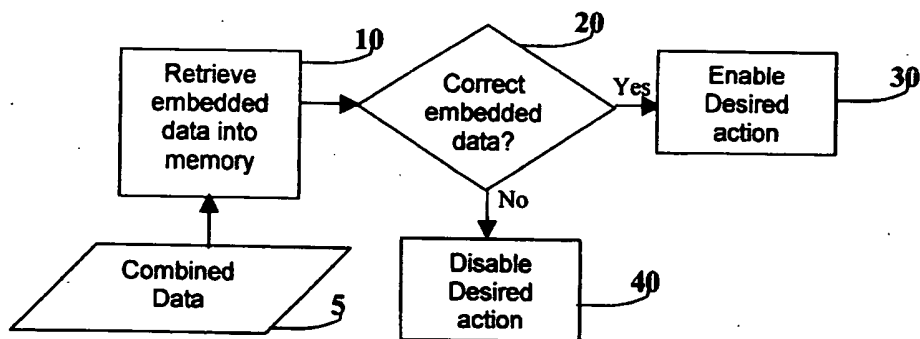 10
Retrieve
embedded
data into
memory
20
Correct
embedded
data?
Yes
Enable
Desired
action
30
No
Disable
Desired
action
40
Combined
Data
5